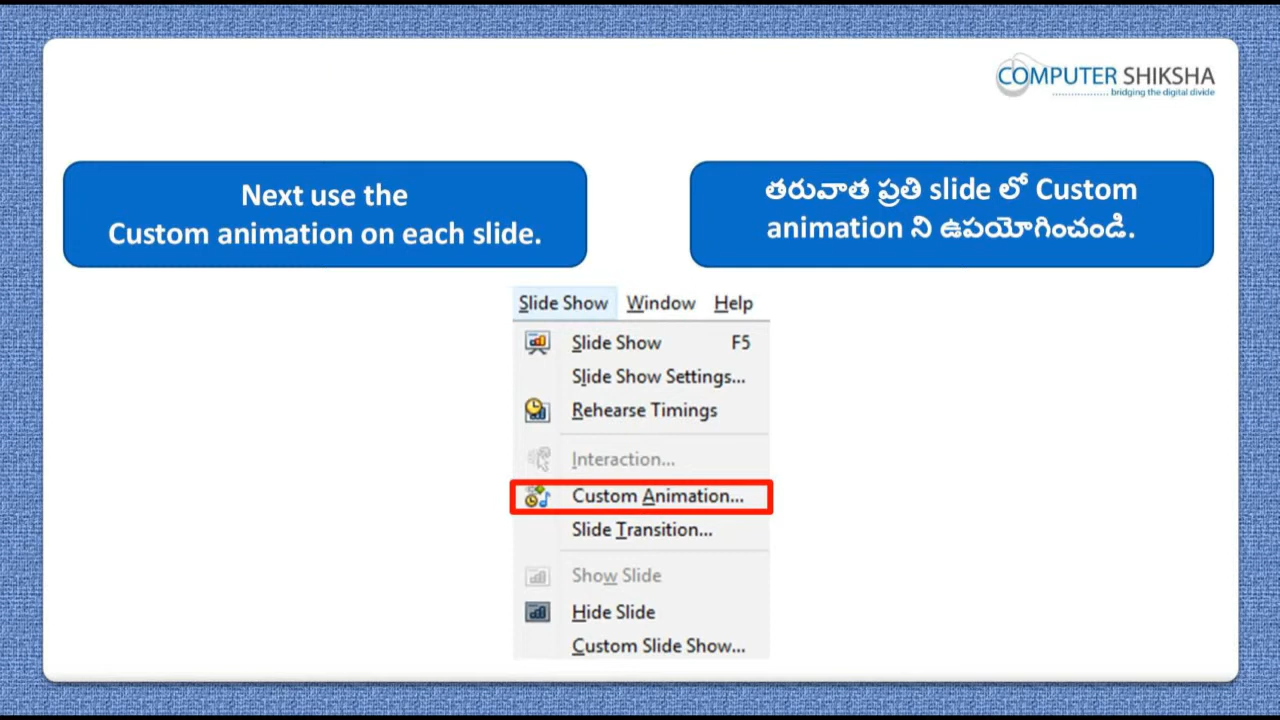 COMPUTER SHIKSHA
bridging the digital divide
Next use the
Custom animation on each slide.
తరువాత ప్రతి slide లో Custom
animation ని ఉపయోగించండి.
Slide Show Window Help
Slide Show F5
Slide Show Settings...
Rehearse Timings
Interaction...
Custom Animation...
Slide Transition...
Show Slide
Hide Slide
Custom Slide Show...